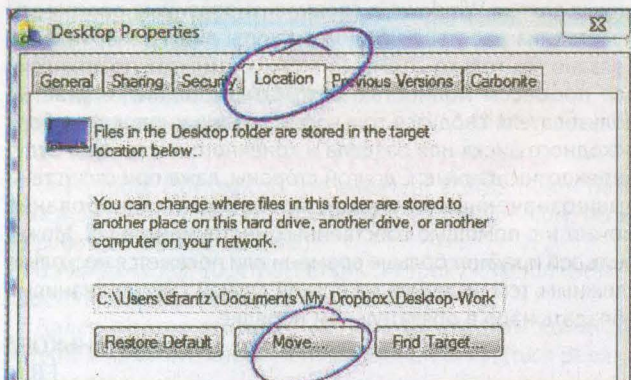 Desktop Properties
General Sharing Security Location Previous Versions Carbonite
Files in the Desktop folder are stored in the target
location below.
You can change where files in this folder are stored to
another place on this hard drive, another drive, or another
computer on your network.
C:\Users\sfrantz\Documents\My Dropbox\Desktop-Work
Restore Default Move... Find Target...